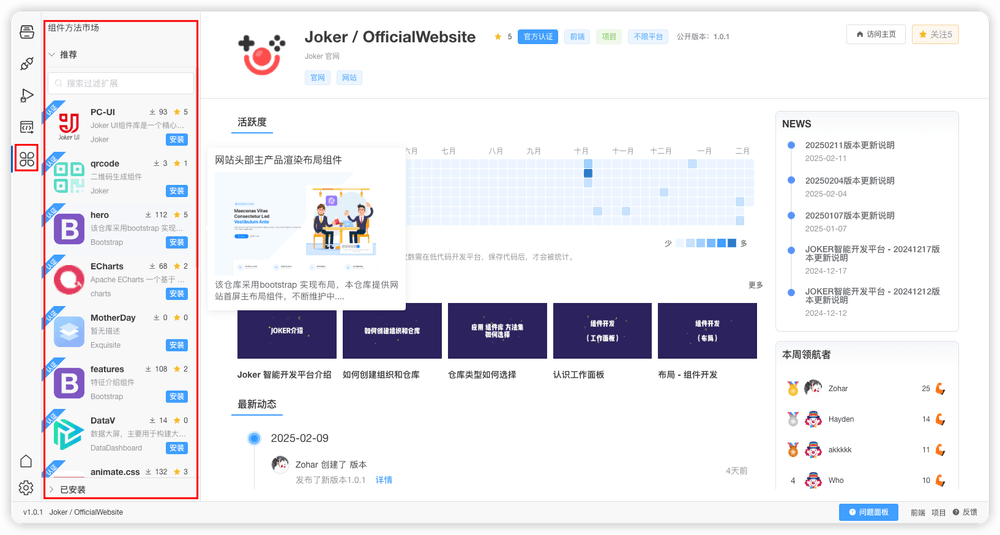 组件方法市场
推荐
搜索过滤扩展
认证
PC-UI 93 5
Joker UI组件库是一个精心…
Joker 安装
认证
qrcode 3 1
二维码生成组件
Joker 安装
认证
hero 112 5
该仓库采用bootstrap 实现…
Bootstrap 安装
认证
ECharts 68 2
Apache ECharts 一个基于 …
charts 安装
MotherDay 0 0
暂无描述
Exquisite 安装
认证
features 108 2
特征介绍组件
Bootstrap 安装
认证
DataV 14 0
数据大屏，主要用于构建大…
DataDashboard 安装
认证
animate.css 132 3
已安装
Joker / OfficialWebsite 5 官方认证 前端 项目 不限平台 公开版本：1.0.1
Joker 官网
官网 网站
访问主页 关注5
活跃度
六月 七月 八月 九月 十月 十一月 十二月 一月 二月
少 多
数需在低代码开发平台，保存代码后，才会被统计。
网站头部主产品渲染布局组件
Maecenas Vitae
Consectetur Led
Vestibulum Ante
该仓库采用bootstrap 实现布局，本仓库提供网
站首屏主布局组件，不断维护中....
更多
JOKER介绍
如何创建组织和仓库
应用 组件库 方法集
如何选择
组件开发
（工作面板）
组件开发
（布局）
Joker 智能开发平台介绍 如何创建组织和仓库 仓库类型如何选择 认识工作面板 布局 - 组件开发
最新动态
2025-02-09
Zohar 创建了 版本
发布了新版本1.0.1 详情
4天前
NEWS
20250211版本更新说明
2025-02-11
20250204版本更新说明
2025-02-04
20250107版本更新说明
2025-01-07
JOKER智能开发平台 - 20241217版
本更新说明
2024-12-17
JOKER智能开发平台 - 20241212版
本更新说明
2024-12-12
本周领航者
Zohar 25
Hayden 14
akkkkk 11
4 Who 10
v1.0.1 Joker / OfficialWebsite
问题面板 前端 项目 反馈